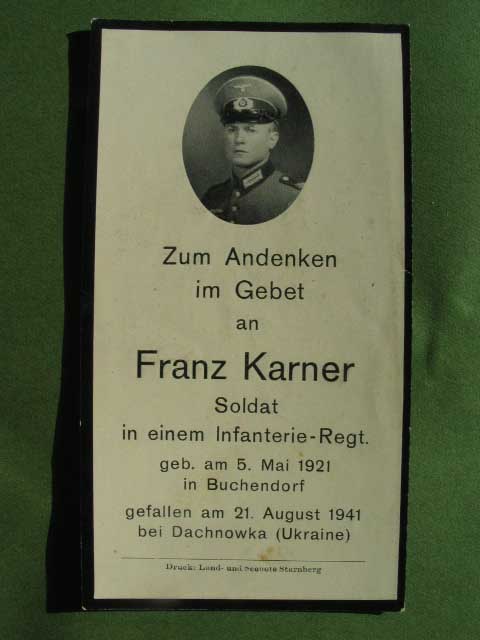 Zum Andenken
im Gebet
an
Franz Karner
Soldat
in einem Infanterie-Regt.
geb. am 5. Mai 1921
in Buchendorf
gefallen am 21. August 1941
bei Dachnowka (Ukraine)
Druck: Land- und Seebote Starnberg